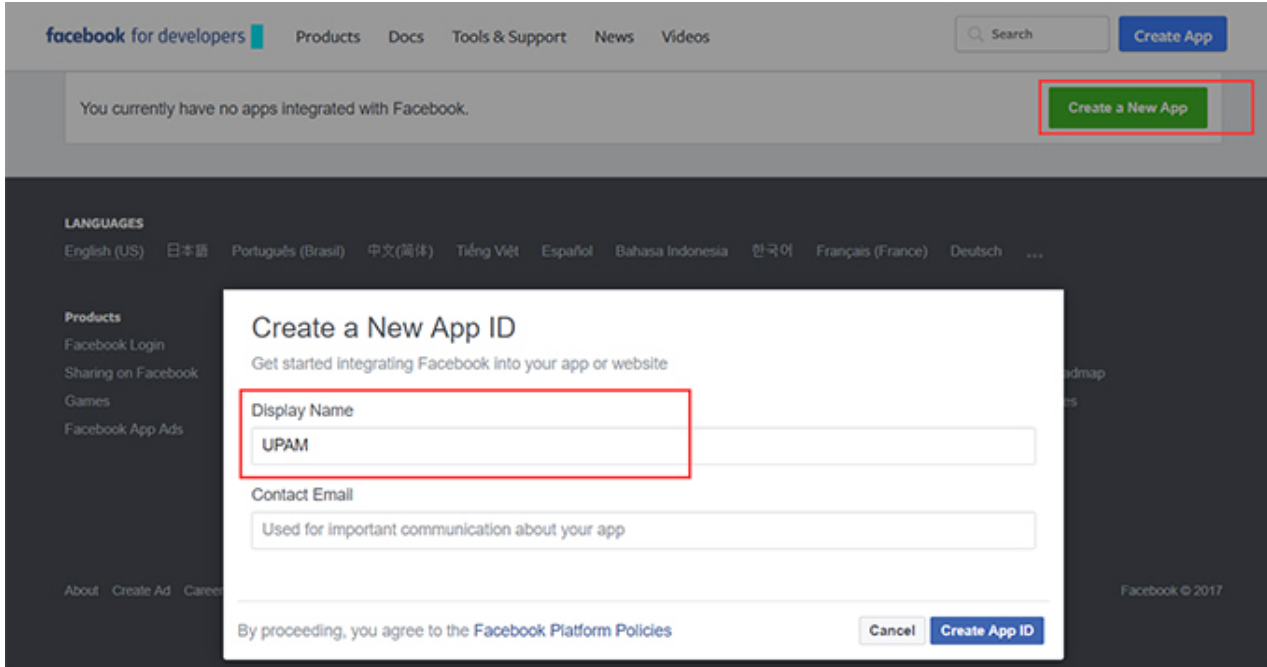 facebook for developers Products Docs Tools & Support News Videos Search Create App
You currently have no apps integrated with Facebook. Create a New App
LANGUAGES
English (US) 日本語 Português (Brasil) 中文(简体) Tiếng Việt Español Bahasa Indonesia 한국어 Français (France) Deutsch ...
Products
Facebook Login
Sharing on Facebook
Games
Facebook App Ads
Create a New App ID
Get started integrating Facebook into your app or website
Display Name
UPAM
Contact Email
Used for important communication about your app
By proceeding, you agree to the Facebook Platform Policies Cancel Create App ID
About Create Ad Facebook © 2017